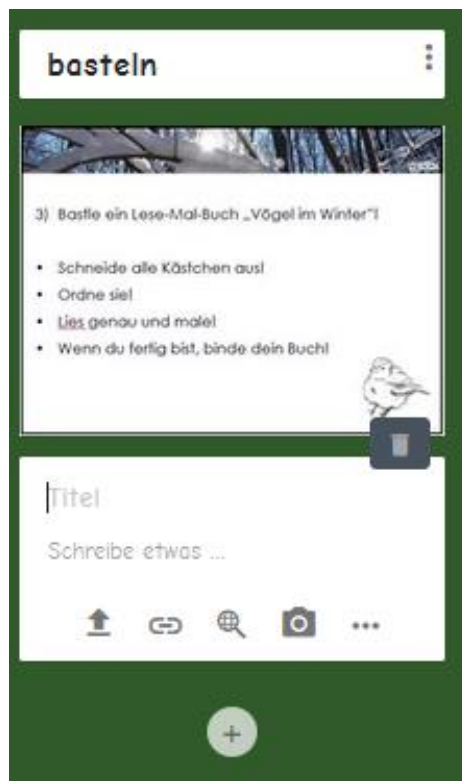 basteln
3) Bastle ein Lese-Mal-Buch „Vögel im Winter"!
• Schneide alle Kästchen aus!
• Ordne sie!
• Lies genau und male!
• Wenn du fertig bist, binde dein Buch!
Titel
Schreibe etwas ...